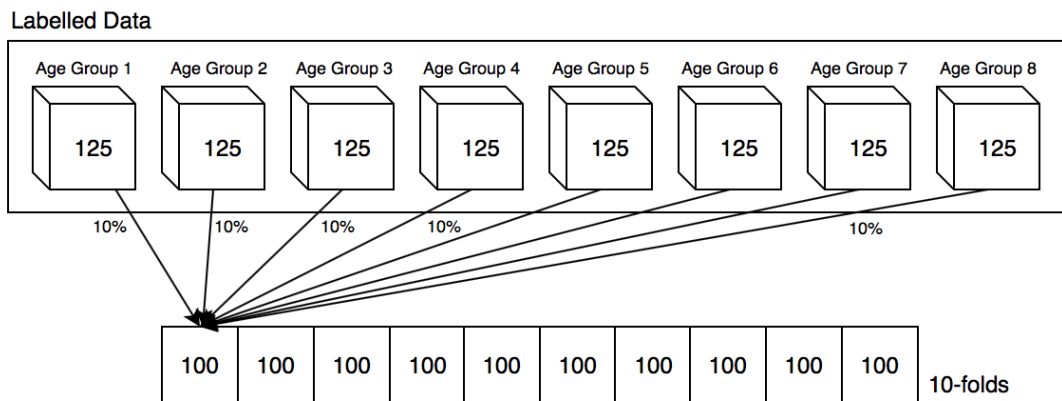 Labelled Data
Age Group 1 Age Group 2 Age Group 3 Age Group 4 Age Group 5 Age Group 6 Age Group 7 Age Group 8
125 125 125 125 125 125 125 125
10% 10% 10% 10% 10%
100 100 100 100 100 100 100 100 100 100
10-folds